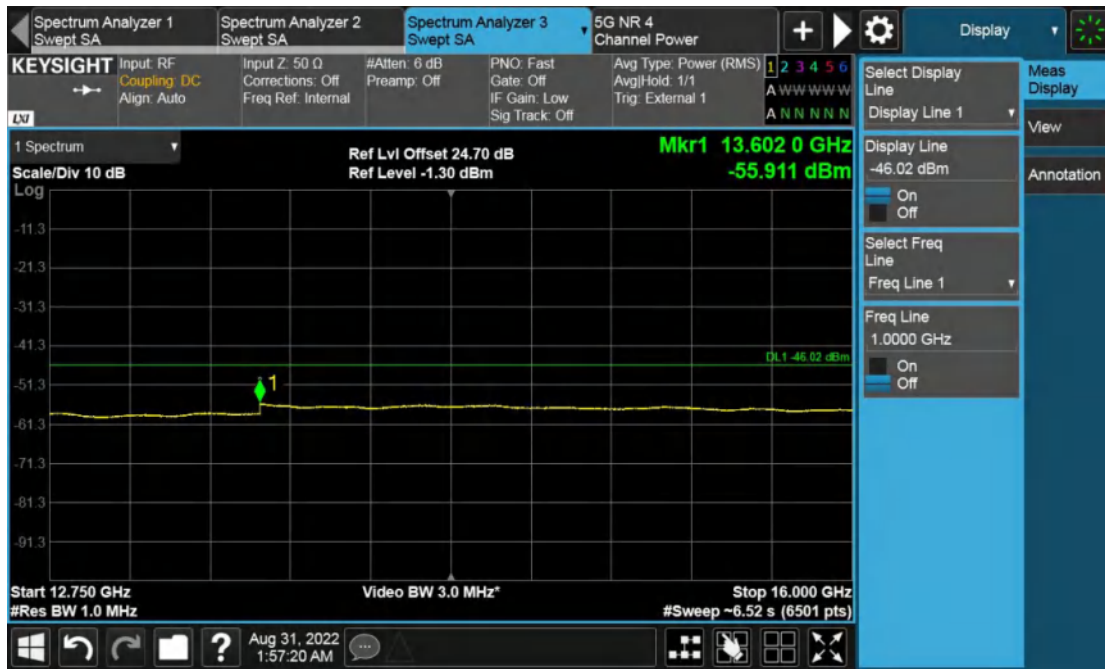 Spectrum Analyzer 1
Swept SA
Spectrum Analyzer 2
Swept SA
Spectrum Analyzer 3
Swept SA
5G NR 4
Channel Power
Display
KEYSIGHT
LXI
Input: RF
Coupling: DC
Align: Auto
Input Z: 50 Ω
Corrections: Off
Freq Ref: Internal
#Atten: 6 dB
Preamp: Off
PNO: Fast
Gate: Off
IF Gain: Low
Sig Track: Off
Avg Type: Power (RMS)
Avg|Hold: 1/1
Trig: External 1
1 2 3 4 5 6
A W W W W W
A N N N N N
1 Spectrum
Scale/Div 10 dB
Log
Ref Lvl Offset 24.70 dB
Ref Level -1.30 dBm
Mkr1 13.602 0 GHz
-55.911 dBm
-11.3
-21.3
-31.3
-41.3
DL1 -46.02 dBm
-51.3
1
-61.3
-71.3
-81.3
-91.3
Start 12.750 GHz
#Res BW 1.0 MHz
Video BW 3.0 MHz*
Stop 16.000 GHz
#Sweep ~6.52 s (6501 pts)
Select Display
Line
Display Line 1
Display Line
-46.02 dBm
On
Off
Select Freq
Line
Freq Line 1
Freq Line
1.0000 GHz
On
Off
Meas
Display
View
Annotation
?
Aug 31, 2022
1:57:20 AM